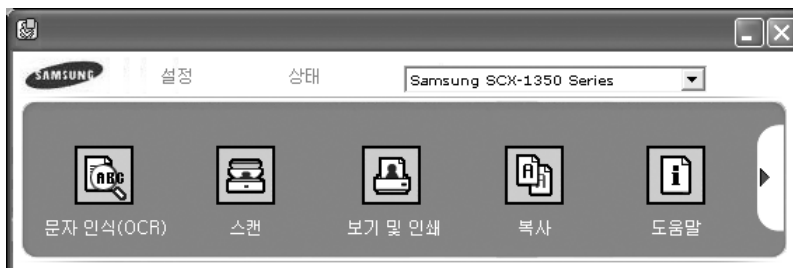 SAMSUNG 설정 상태 Samsung SCX-1350 Series
ABC A A i
문자 인식(OCR) 스캔 보기 및 인쇄 복사 도움말